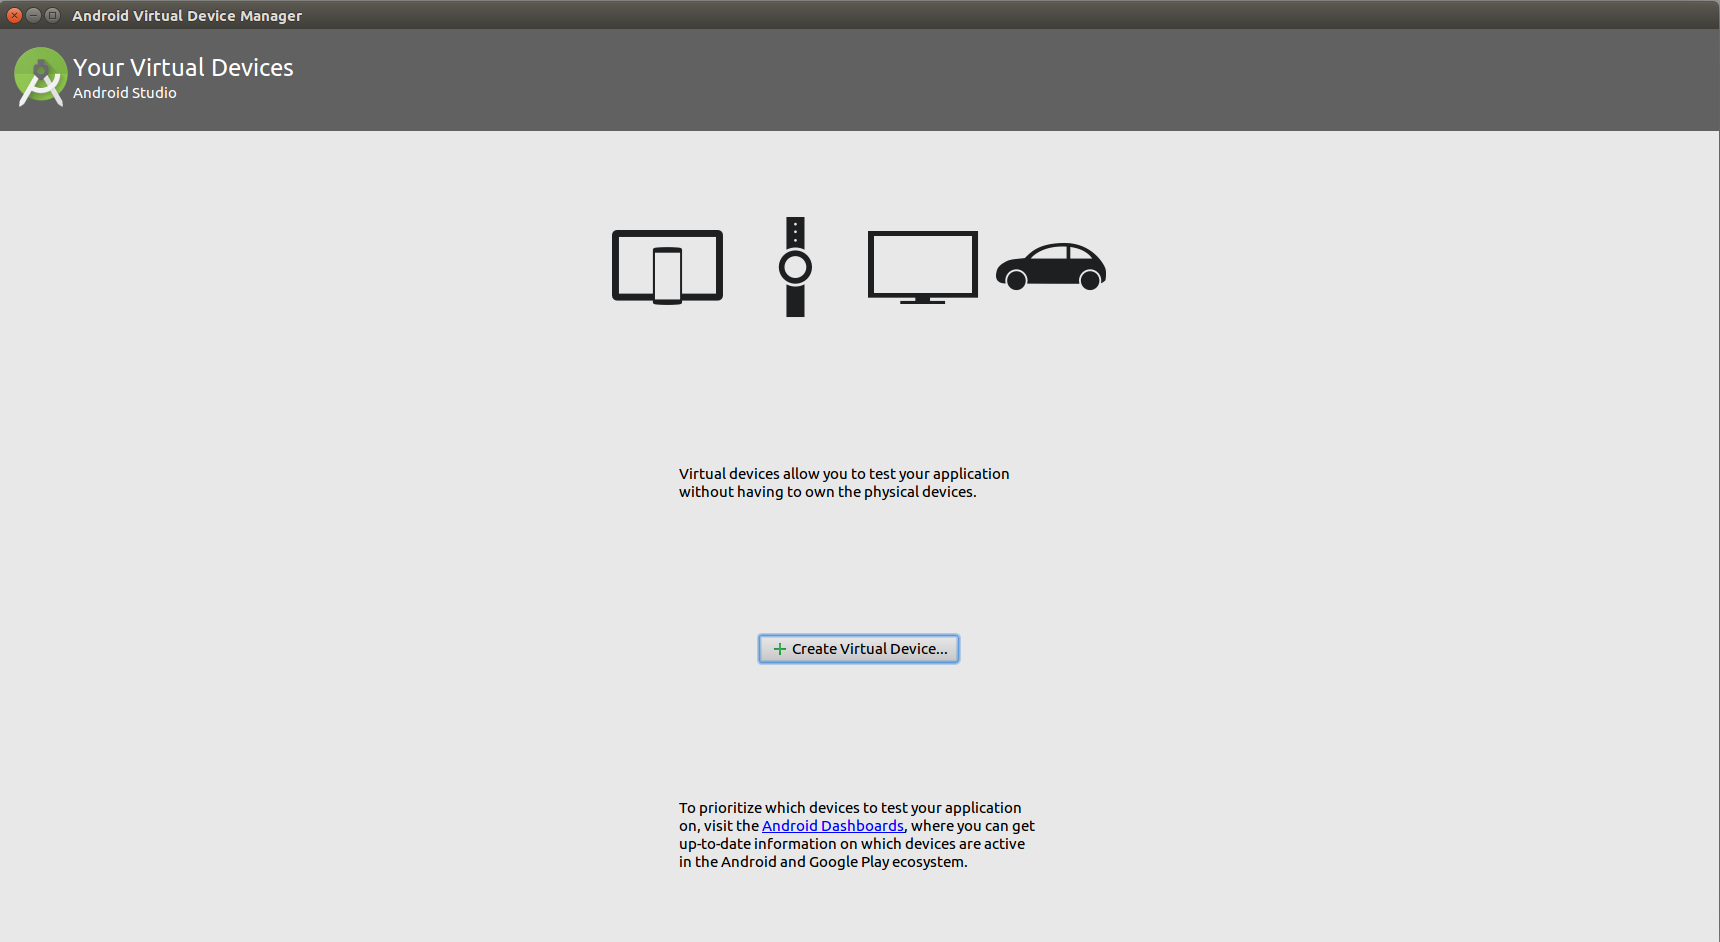 Android Virtual Device Manager
Your Virtual Devices
Android Studio
Virtual devices allow you to test your application
without having to own the physical devices.
Create Virtual Device...
To prioritize which devices to test your application
on, visit the Android Dashboards, where you can get
up-to-date information on which devices are active
in the Android and Google Play ecosystem.